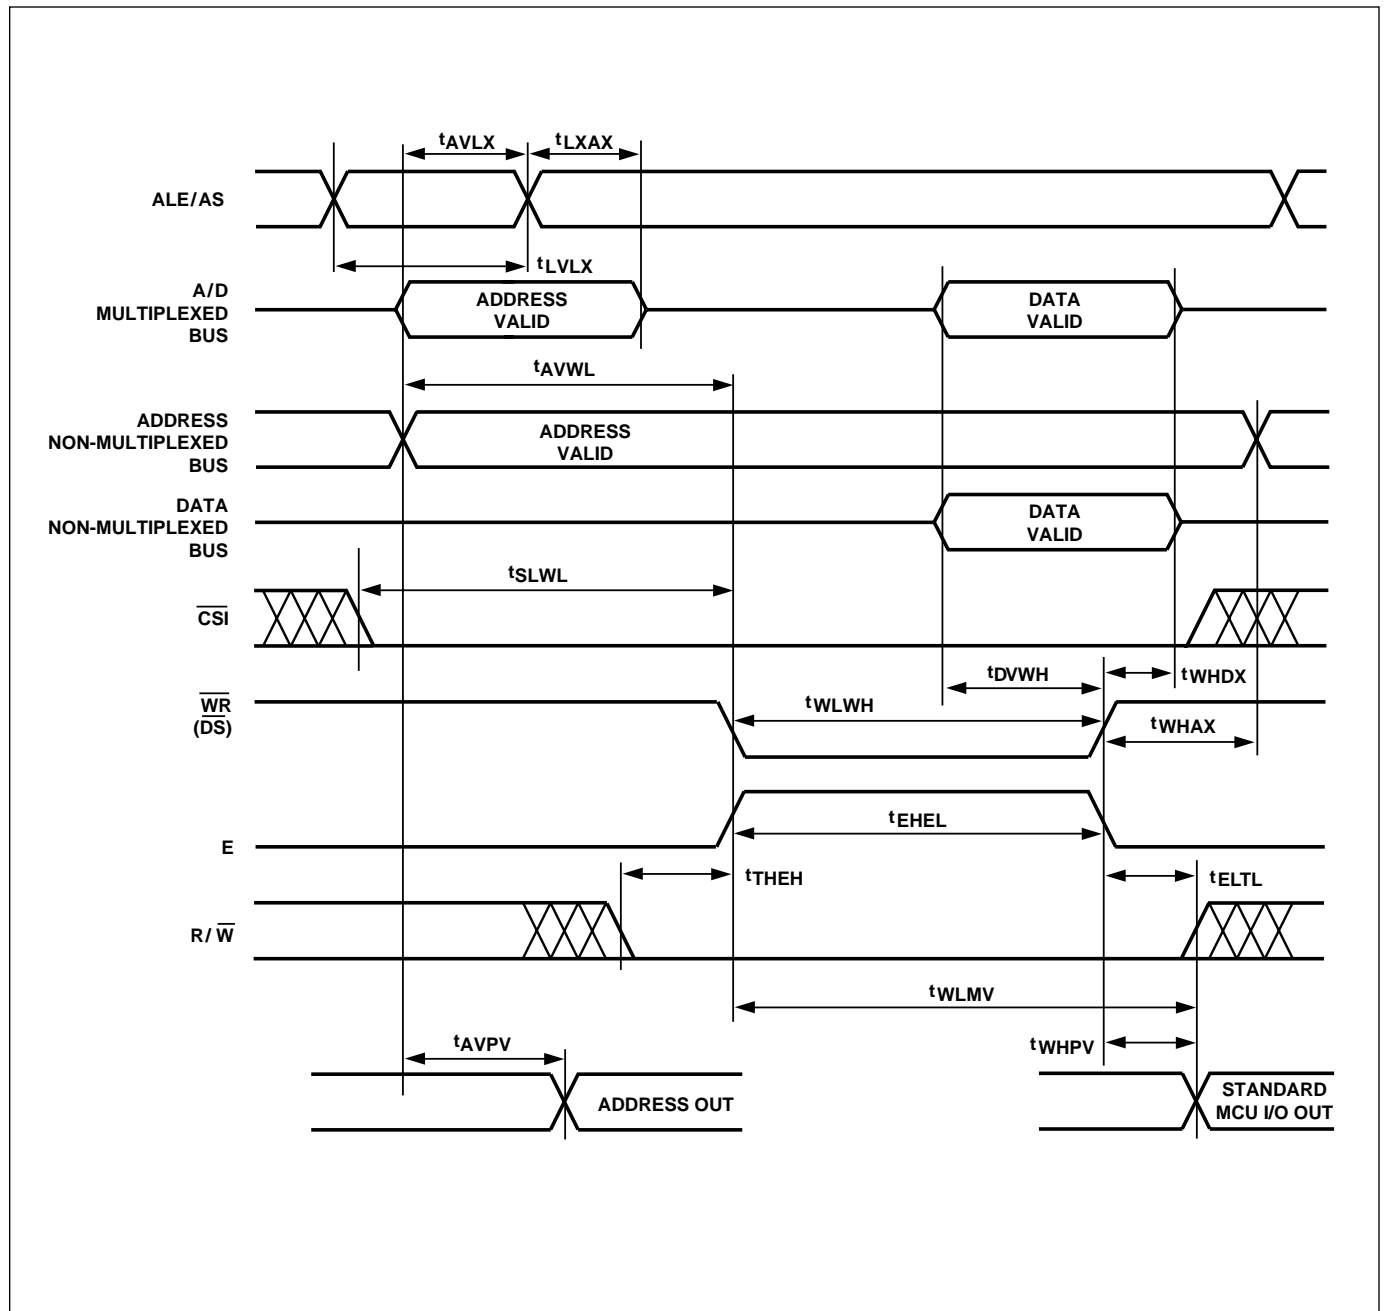 tAVLX
tLXAX
ALE/AS
tLVLX
A/D
MULTIPLEXED
BUS
ADDRESS
VALID
DATA
VALID
tAVWL
ADDRESS
NON-MULTIPLEXED
BUS
ADDRESS
VALID
DATA
NON-MULTIPLEXED
BUS
DATA
VALID
tSLWL
CSI
tDVWH
tWHDX
WR
(DS)
tWLWH
tWHAX
tEHEL
E
tTHEH
tELTL
R/W
tWLMV
tAVPV
tWHPV
ADDRESS OUT
STANDARD
MCU I/O OUT